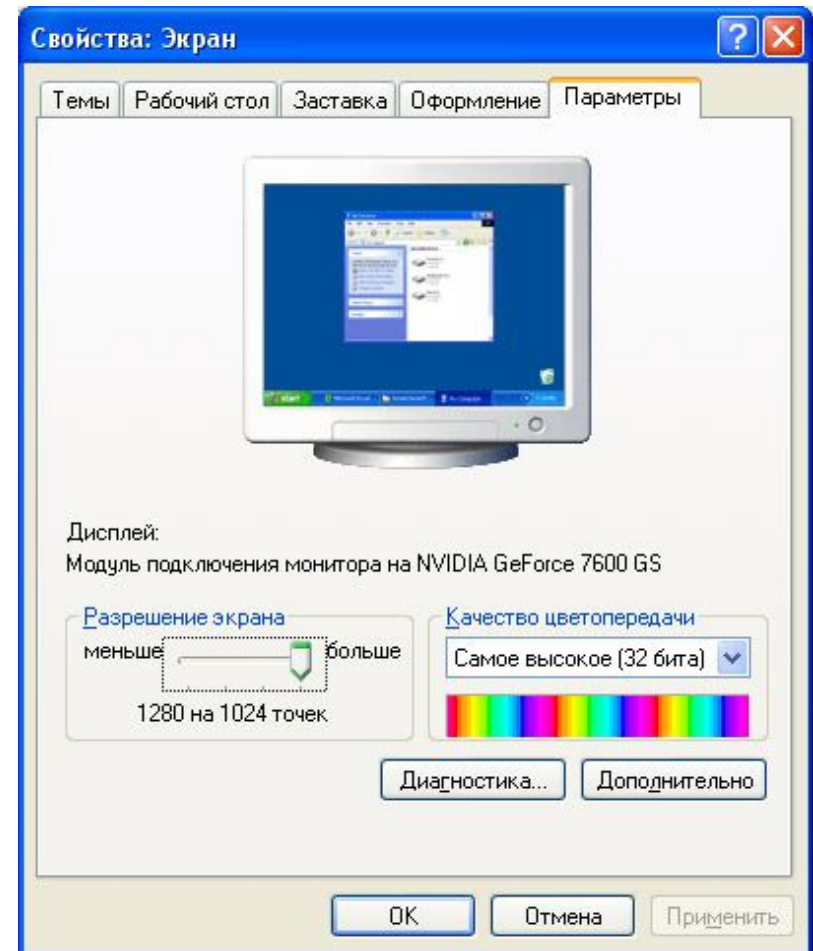 Свойства: Экран
Темы Рабочий стол Заставка Оформление Параметры
start
Дисплей:
Модуль подключения монитора на NVIDIA GeForce 7600 GS
Разрешение экрана
меньше больше
1280 на 1024 точек
Качество цветопередачи
Самое высокое (32 бита)
Диагностика... Дополнительно
OK Отмена Применить